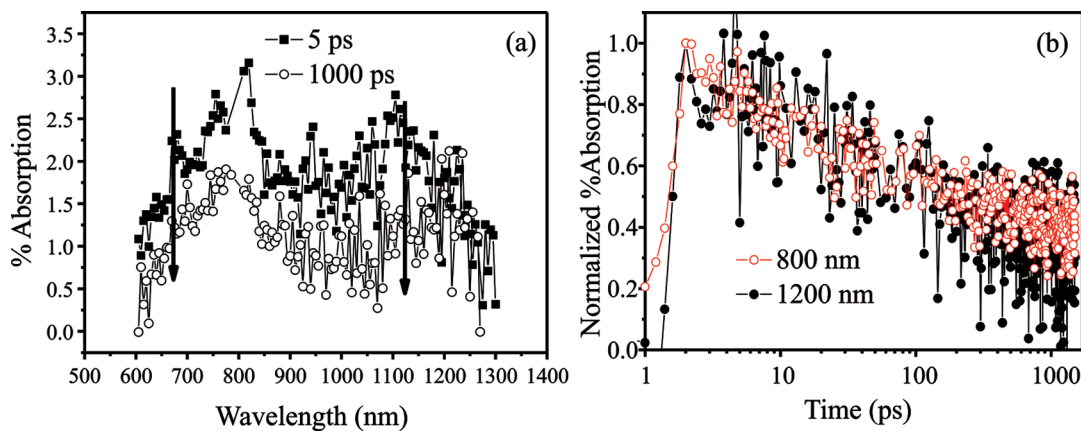 (a)
5 ps
1000 ps
% Absorption
3.5
3.0
2.5
2.0
1.5
1.0
0.5
0.0
500 600 700 800 900 1000 1100 1200 1300 1400
Wavelength (nm)
(b)
Normalized %Absorption
1.0
0.8
0.6
0.4
0.2
0.0
800 nm
1200 nm
1 10 100 1000
Time (ps)